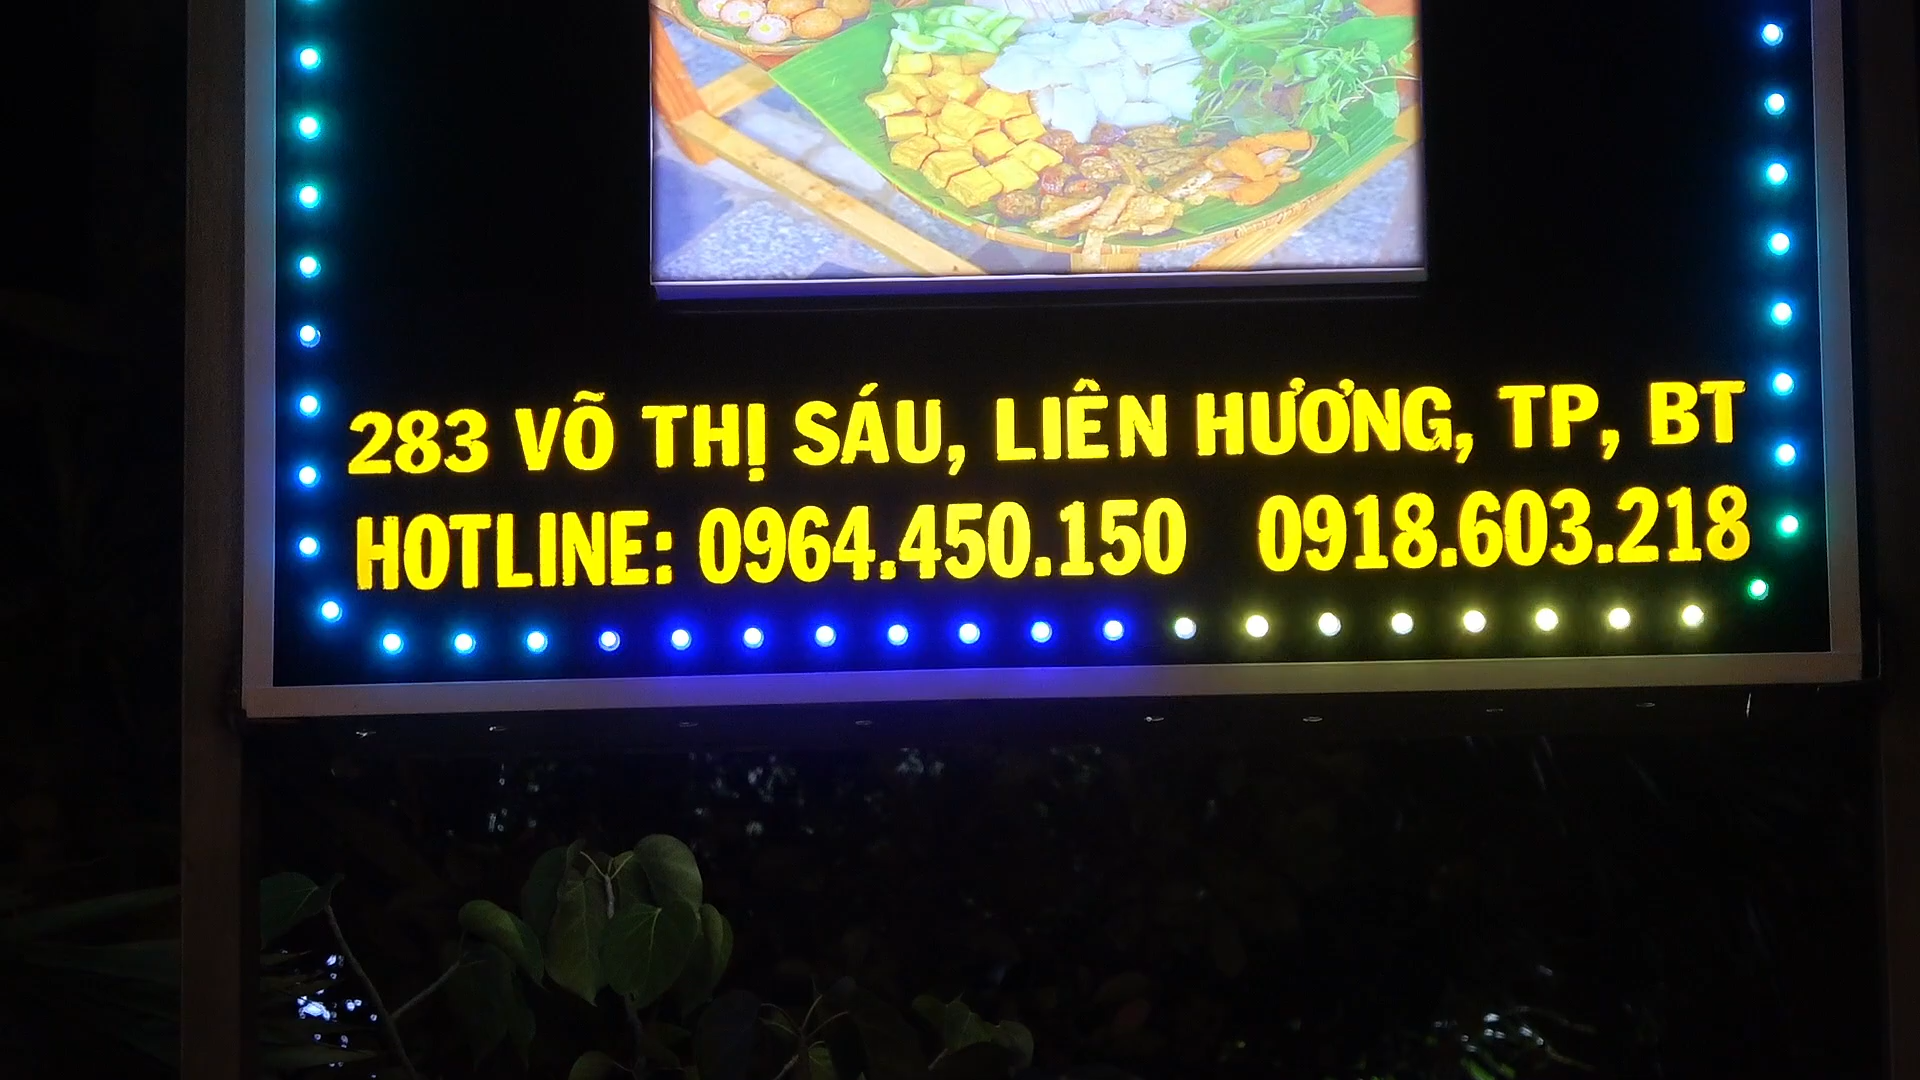 283 VÕ THỊ SÁU, LIÊN HƯƠNG, TP, BT
HOTLINE: 0964.450.150 0918.603.218